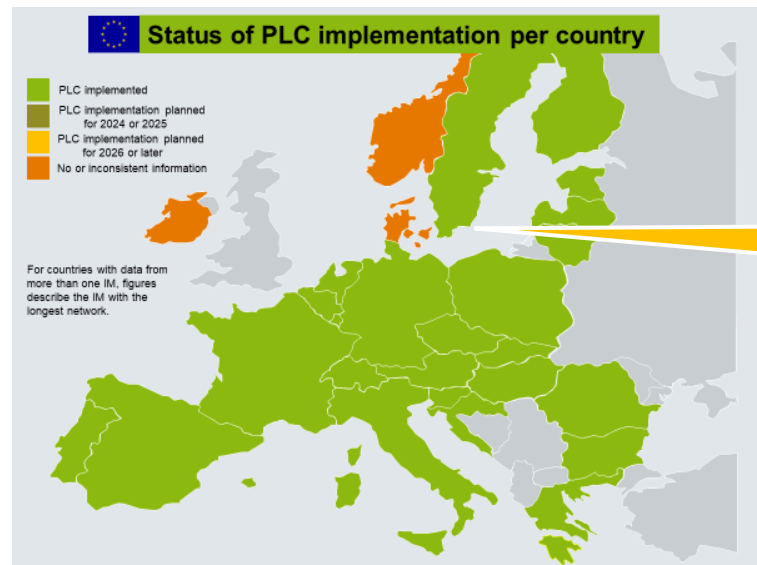 Status of PLC implementation per country
PLC implemented
PLC implementation planned
for 2024 or 2025
PLC implementation planned
for 2026 or later
No or inconsistent information
For countries with data from
more than one IM, figures
describe the IM with the
longest network.